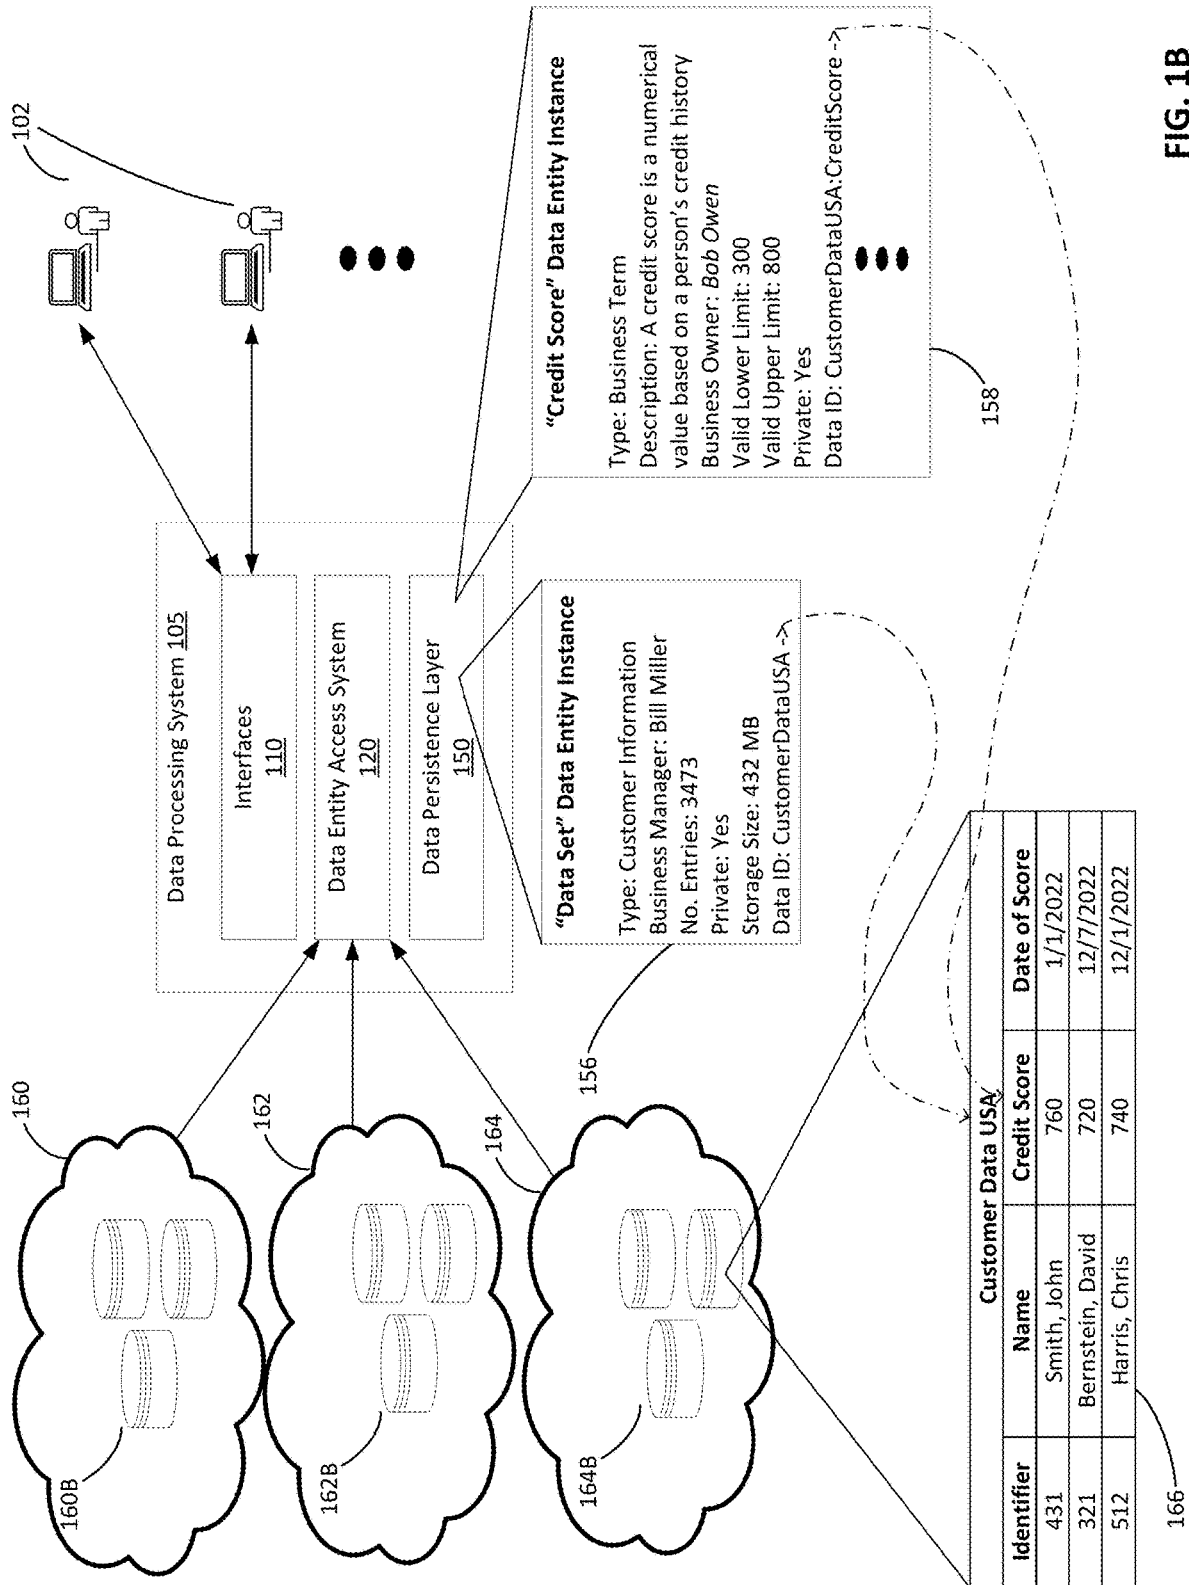 102
Data Processing System 105
Interfaces
110
Data Entity Access System
120
Data Persistence Layer
150
160
160B
162
162B
164
164B
156
"Data Set" Data Entity Instance
Type: Customer Information
Business Manager: Bill Miller
No. Entries: 3473
Private: Yes
Storage Size: 432 MB
Data ID: CustomerDataUSA ->
"Credit Score" Data Entity Instance
Type: Business Term
Description: A credit score is a numerical
value based on a person's credit history
Business Owner: Bob Owen
Valid Lower Limit: 300
Valid Upper Limit: 800
Private: Yes
Data ID: CustomerDataUSA:CreditScore ->
158
Customer Data USA
Identifier Name Credit Score Date of Score
431 Smith, John 760 1/1/2022
321 Bernstein, David 720 12/7/2022
512 Harris, Chris 740 12/1/2022
166
FIG. 1B